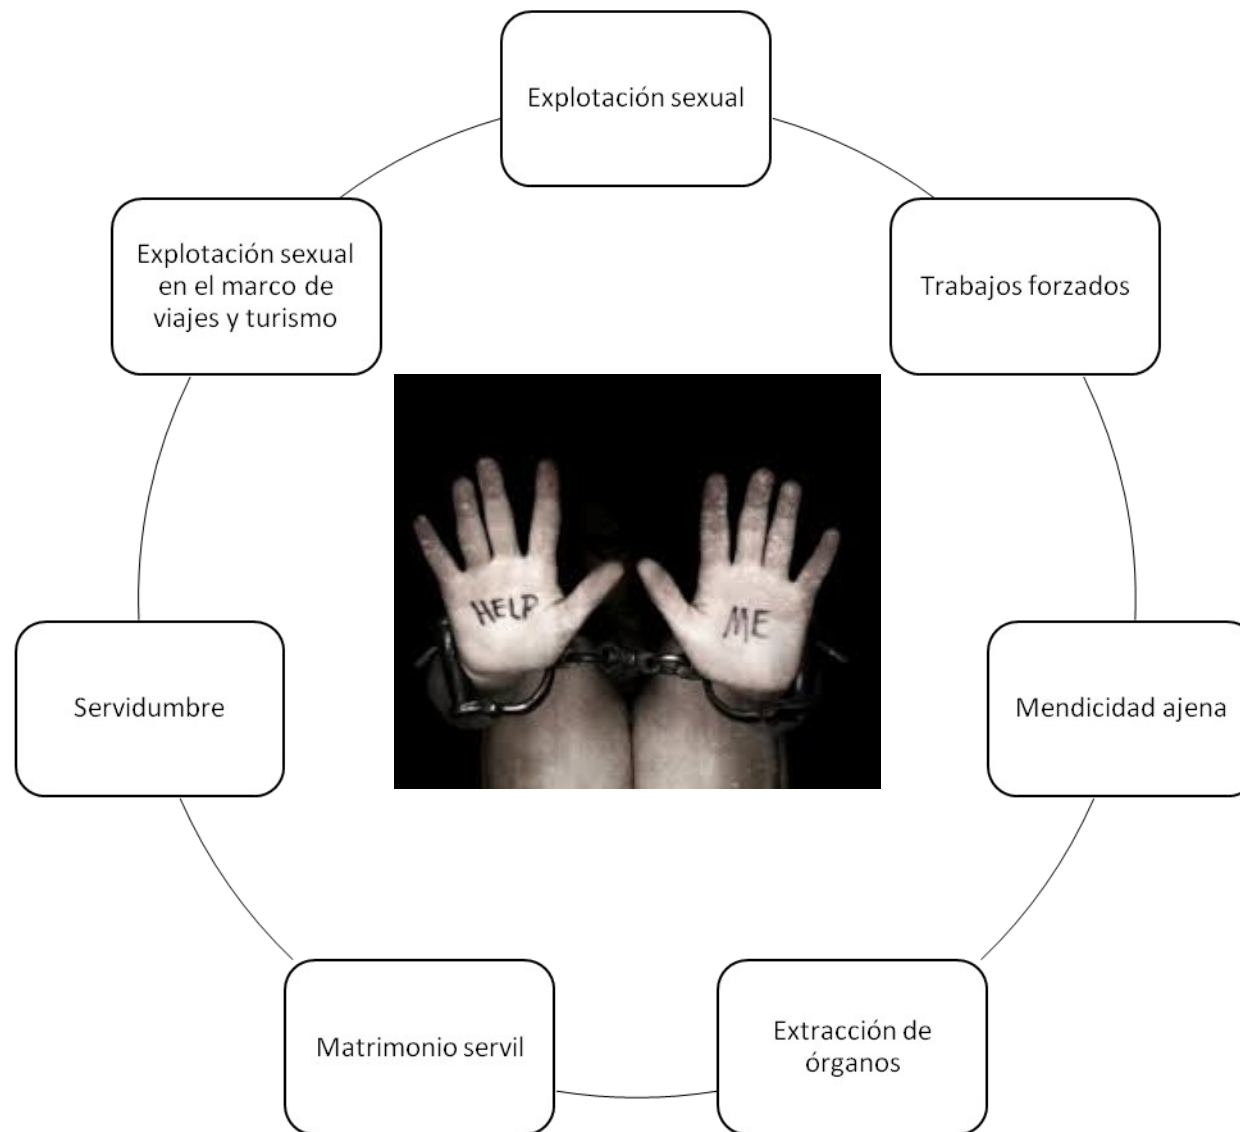 Explotación sexual
Explotación sexual
en el marco de
viajes y turismo
Trabajos forzados
HELP
ME
Servidumbre
Mendicidad ajena
Matrimonio servil
Extracción de
órganos